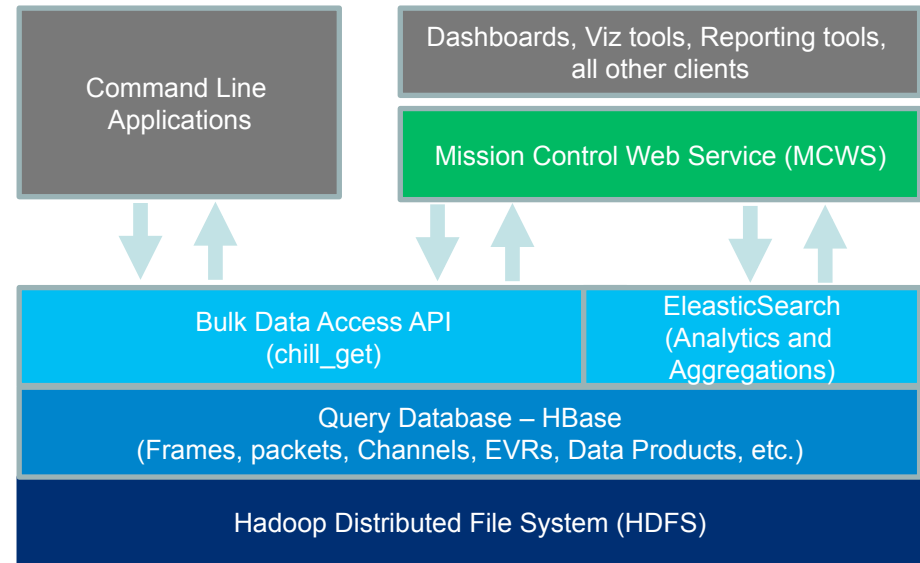 Command Line
Applications
Dashboards, Viz tools, Reporting tools,
all other clients
Mission Control Web Service (MCWS)
Bulk Data Access API
(chill_get)
EleasticSearch
(Analytics and
Aggregations)
Query Database – HBase
(Frames, packets, Channels, EVRs, Data Products, etc.)
Hadoop Distributed File System (HDFS)